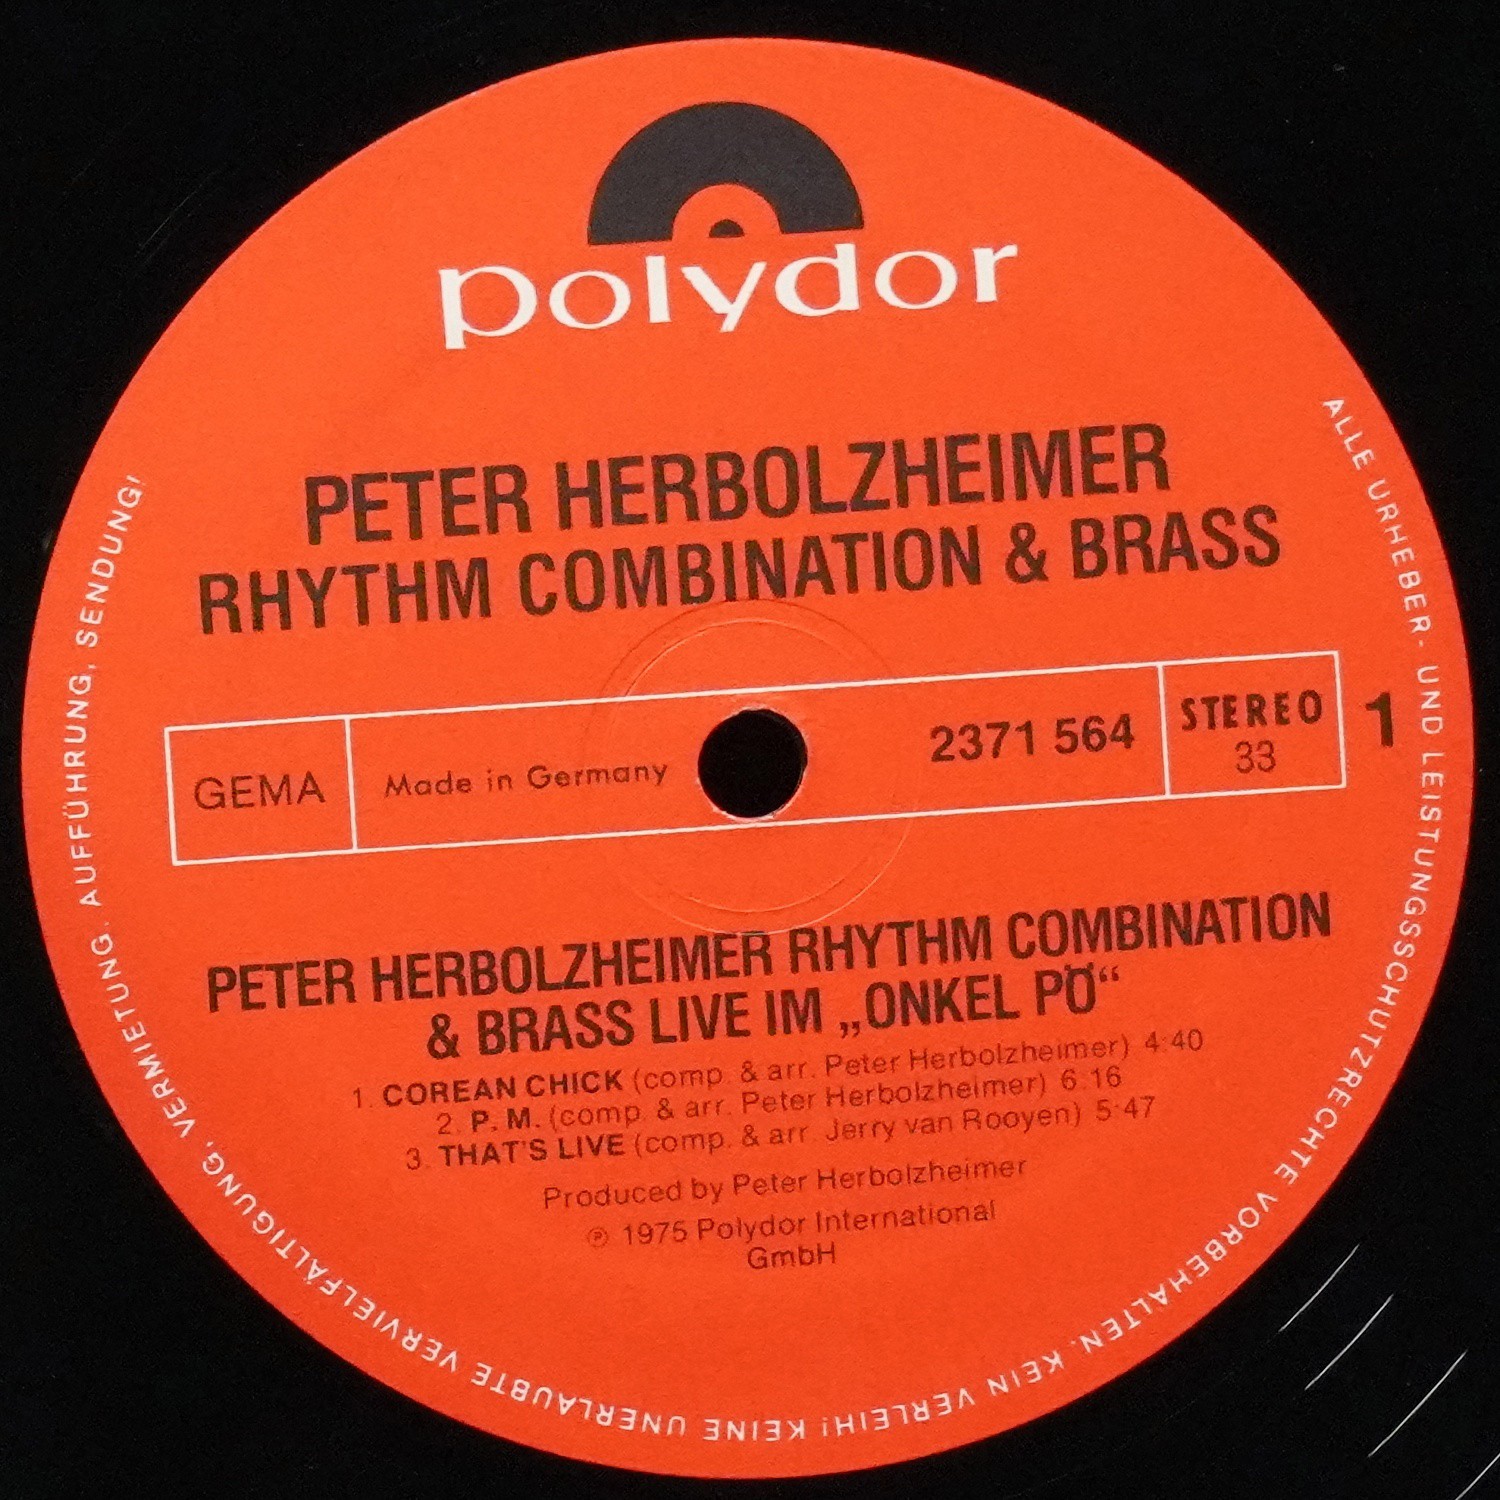 polydor
PETER HERBOLZHEIMER
RHYTHM COMBINATION & BRASS
GEMA
Made in Germany
2371 564
STEREO
33
1
PETER HERBOLZHEIMER RHYTHM COMBINATION
& BRASS LIVE IM „ONKEL PÖ“
1. COREAN CHICK (comp. & arr. Peter Herbolzheimer) 4:40
2. P. M. (comp. & arr. Peter Herbolzheimer) 6:16
3. THAT'S LIVE (comp. & arr. Jerry van Rooyen) 5:47
Produced by Peter Herbolzheimer
℗ 1975 Polydor International
GmbH
ALLE URHEBER- UND LEISTUNGSSCHUTZRECHTE VORBEHALTEN. KEIN VERLEIH! KEINE UNERLAUBTE VERVIELFÄLTIGUNG, VERMIETUNG. AUFFÜHRUNG, SENDUNG!